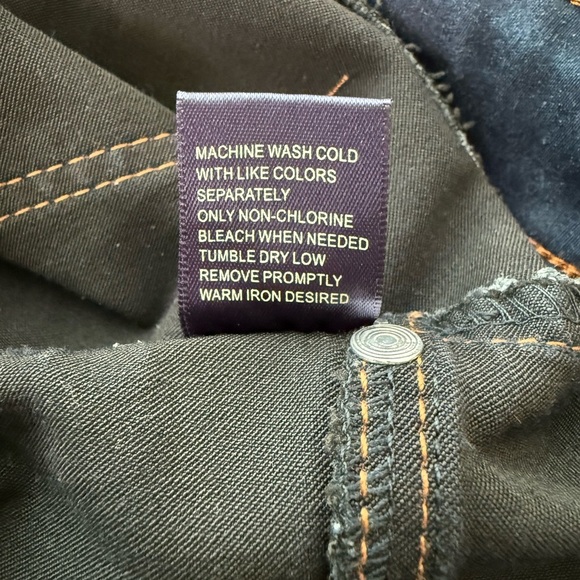 MACHINE WASH COLD
WITH LIKE COLORS
SEPARATELY
ONLY NON-CHLORINE
BLEACH WHEN NEEDED
TUMBLE DRY LOW
REMOVE PROMPTLY
WARM IRON DESIRED